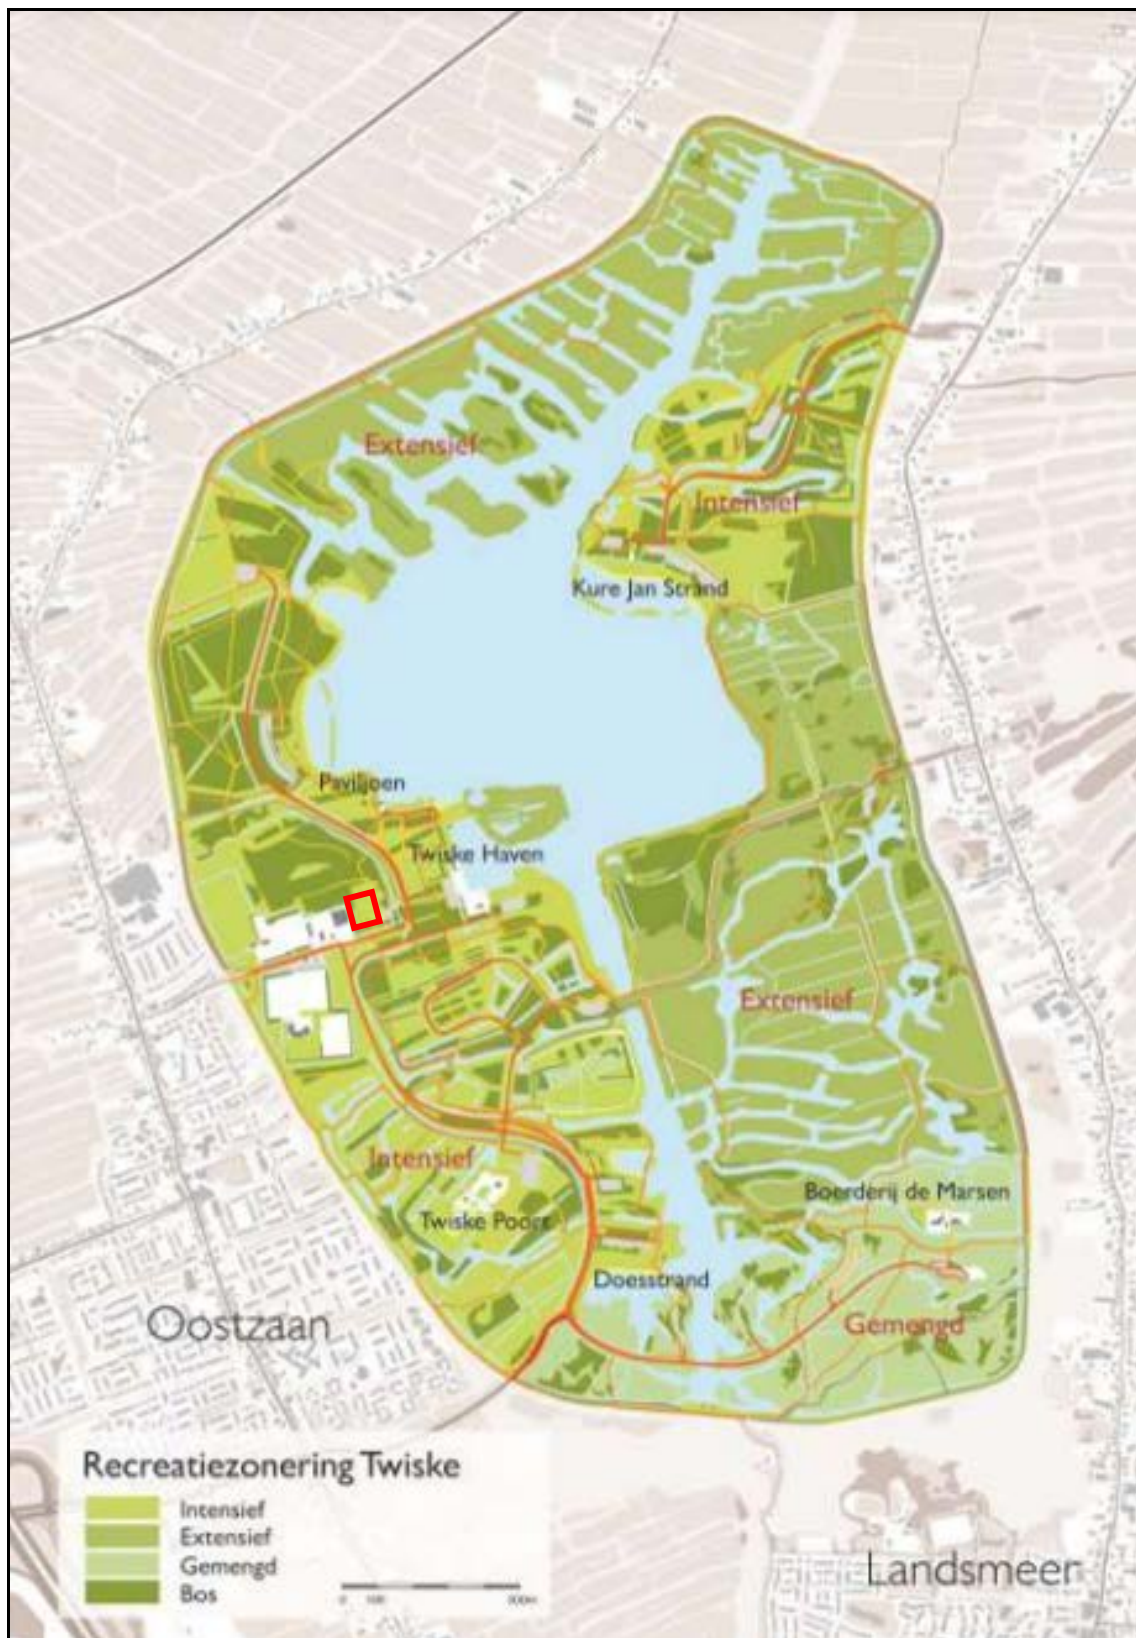 Extensief
Intensief
Kure Jan Strand
Paviljoen
Twiske Haven
Extensief
Intensief
Twiske Poort
Boerderij de Marsen
Doesstrand
Gemengd
Oostzaan
Landsmeer
Recreatiezonering Twiske
Intensief
Extensief
Gemengd
Bos